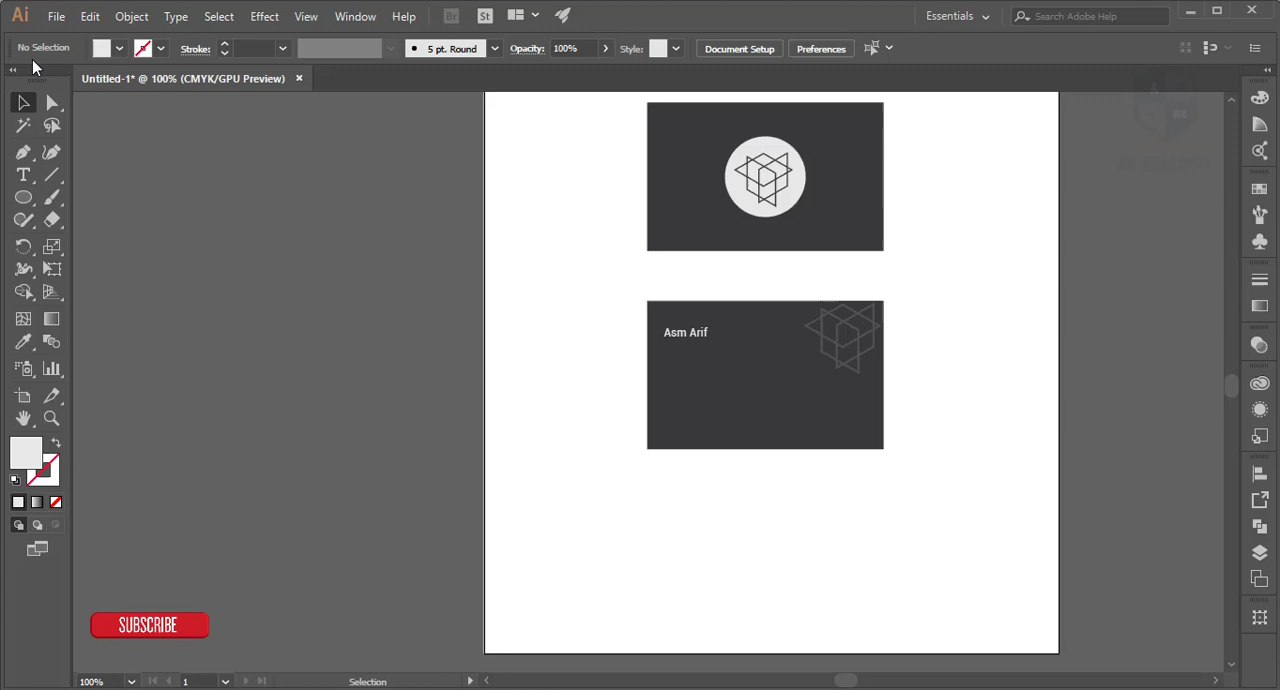 Ai File Edit Object Type Select Effect View Window Help Br St Essentials Search Adobe Help
No Selection Stroke: 5 pt. Round Opacity: 100% Style: Document Setup Preferences
Untitled-1* @ 100% (CMYK/GPU Preview)
Asm Arif
SUBSCRIBE
100% 1 Selection